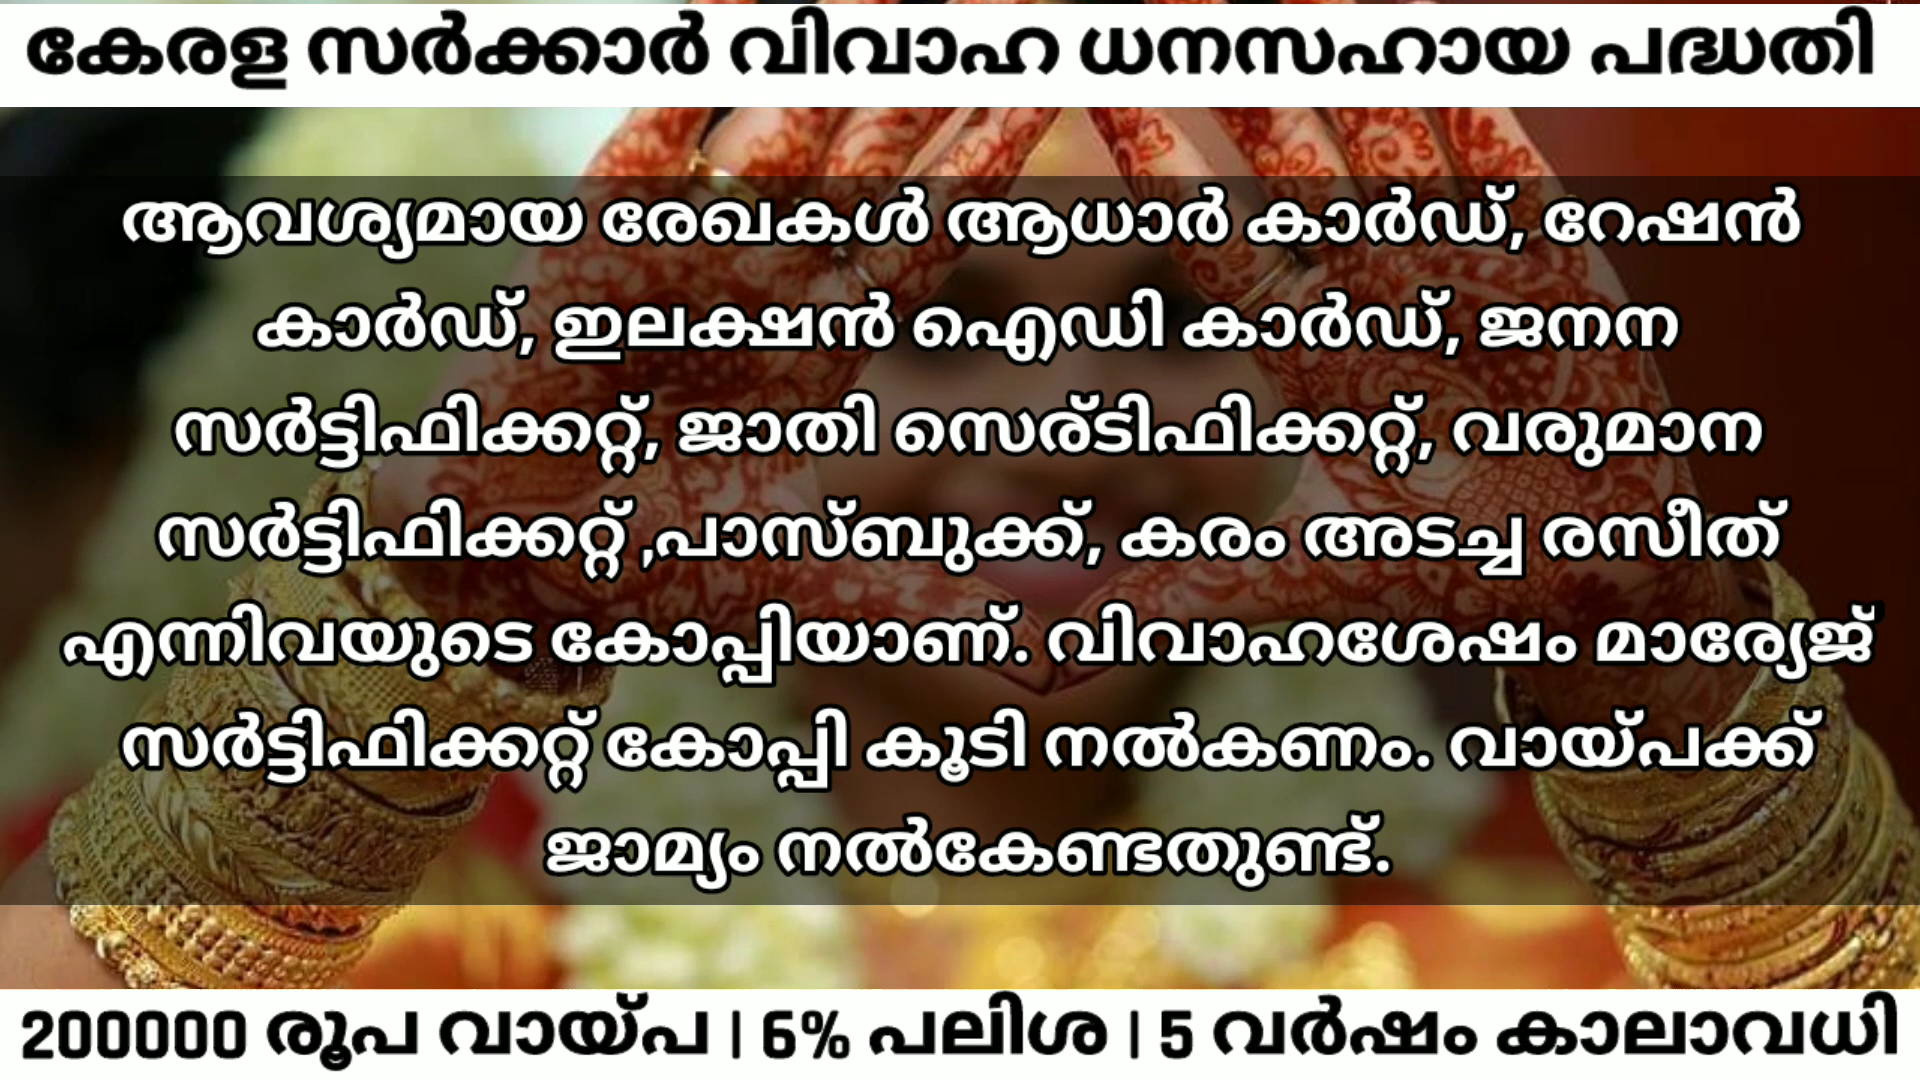 കേരള സർക്കാർ വിവാഹ ധനസഹായ പദ്ധതി
ആവശ്യമായ രേഖകൾ ആധാർ കാർഡ്, റേഷൻ
കാർഡ്, ഇലക്ഷൻ ഐഡി കാർഡ്, ജനന
സർട്ടിഫിക്കറ്റ്, ജാതി സെര്ടിഫിക്കറ്റ്, വരുമാന
സർട്ടിഫിക്കറ്റ് ,പാസ്ബുക്ക്, കരം അടച്ച രസീത്
എന്നിവയുടെ കോപ്പിയാണ്. വിവാഹശേഷം മാര്യേജ്
സർട്ടിഫിക്കറ്റ് കോപ്പി കൂടി നൽകണം. വായ്പക്ക്
ജാമ്യം നൽകേണ്ടതുണ്ട്.
200000 രൂപ വായ്പ | 6% പലിശ | 5 വർഷം കാലാവധി